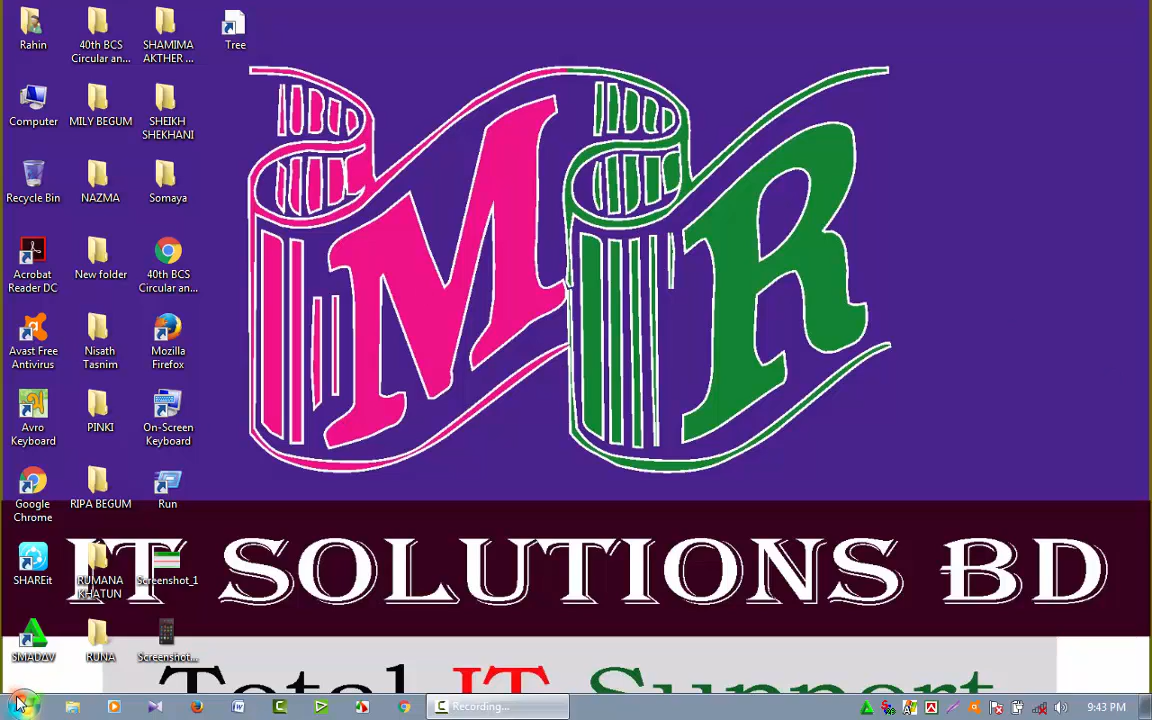 Rahin
40th BCS
Circular an...
SHAMIMA
AKTHER ...
Tree
Computer
MILY BEGUM
SHEIKH
SHEKHANI
Recycle Bin
NAZMA
Somaya
Acrobat
Reader DC
New folder
40th BCS
Circular an...
Avast Free
Antivirus
Nisath
Tasnim
Mozilla
Firefox
Avro
Keyboard
PINKI
On-Screen
Keyboard
Google
Chrome
RIPA BEGUM
Run
SHAREit
RUMANA
KHATUN
Screenshot_1
SMADAV
RUNA
Screenshot...
MR
IT SOLUTIONS BD
Total IT Support
Recording...
9:43 PM